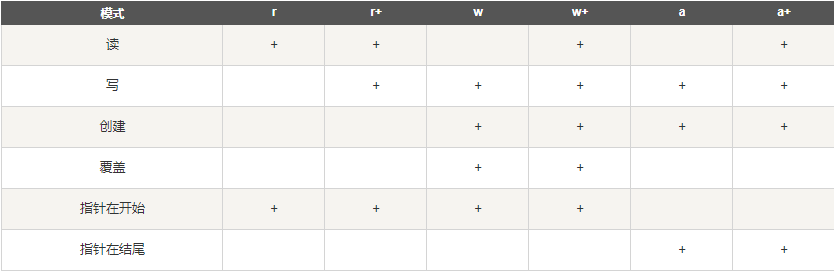 模式 r r+ w w+ a a+
读 + + + +
写 + + + + +
创建 + + + +
覆盖 + +
指针在开始 + + + +
指针在结尾 + +